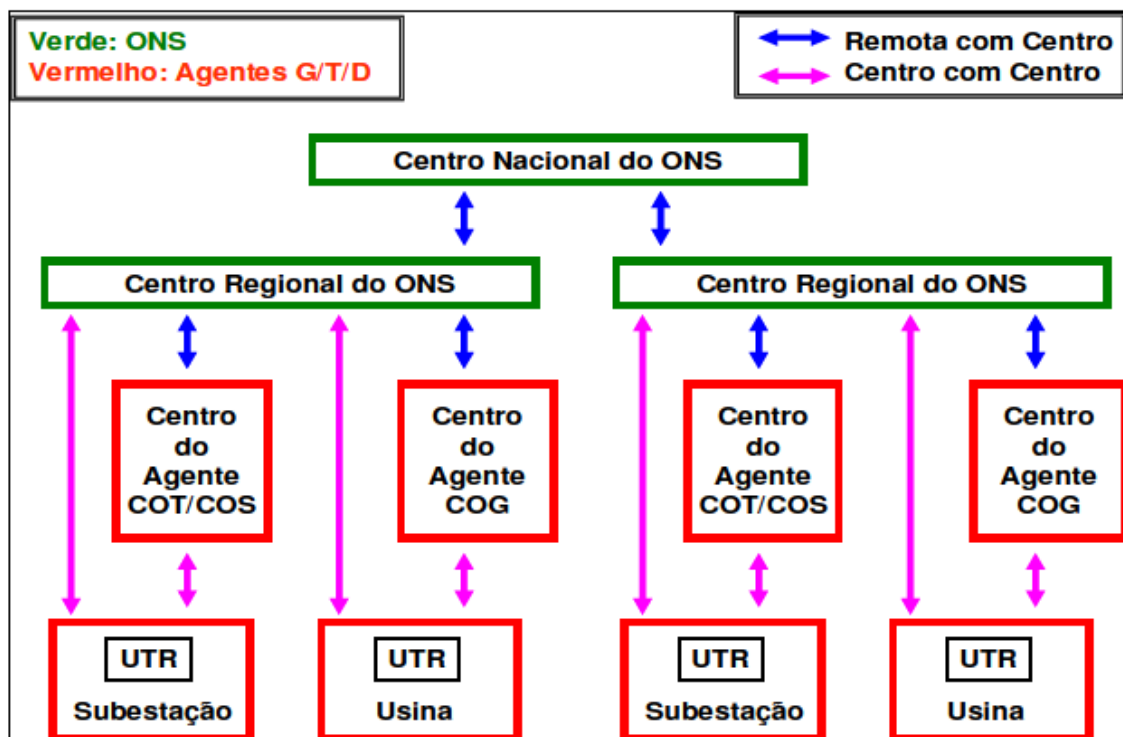 Verde: ONS
Vermelho: Agentes G/T/D
Remota com Centro
Centro com Centro
Centro Nacional do ONS
Centro Regional do ONS
Centro Regional do ONS
Centro
do
Agente
COT/COS
Centro
do
Agente
COG
Centro
do
Agente
COT/COS
Centro
do
Agente
COG
UTR
Subestação
UTR
Usina
UTR
Subestação
UTR
Usina